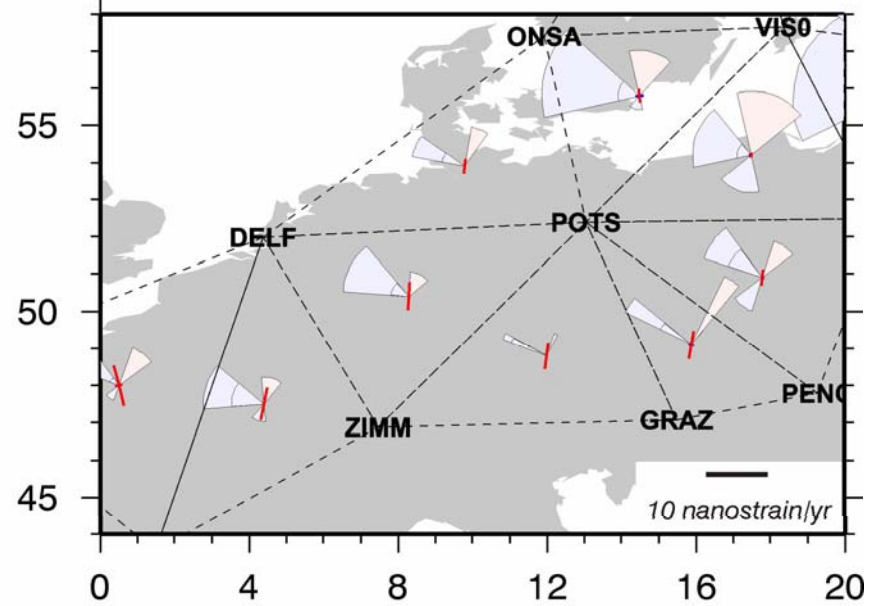 ONSA
VIS0
55
DELF
POTS
50
PENC
ZIMM
GRAZ
45
10 nanostrain/yr
0
4
8
12
16
20